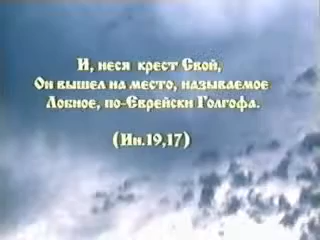 И, неся крест Свой,
Он вышел на место, называемое
Лобное, по-Еврейски Голгофа.
(Ин.19,17)